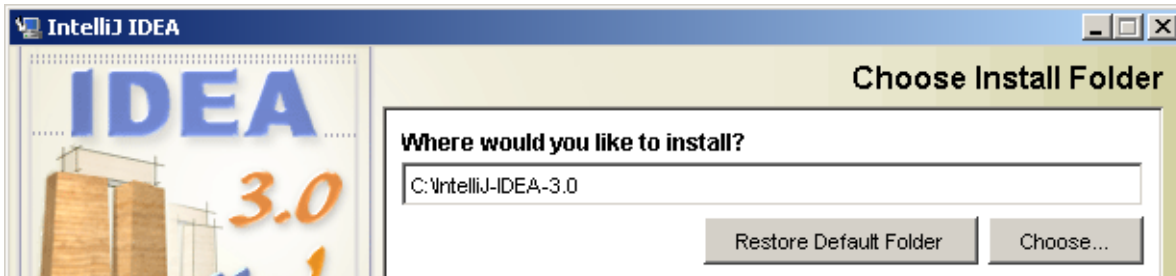 IntelliJ IDEA
IDEA
3.0
Choose Install Folder
Where would you like to install?
C:\IntelliJ-IDEA-3.0
Restore Default Folder
Choose...